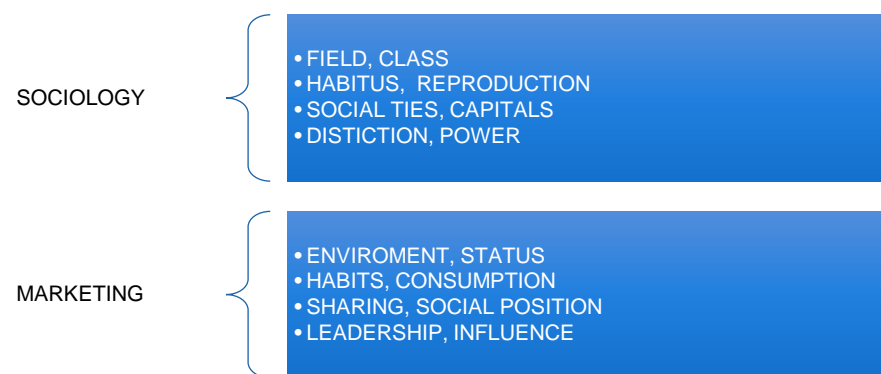 SOCIOLOGY
• FIELD, CLASS
• HABITUS, REPRODUCTION
• SOCIAL TIES, CAPITALS
• DISTICTION, POWER
MARKETING
• ENVIROMENT, STATUS
• HABITS, CONSUMPTION
• SHARING, SOCIAL POSITION
• LEADERSHIP, INFLUENCE